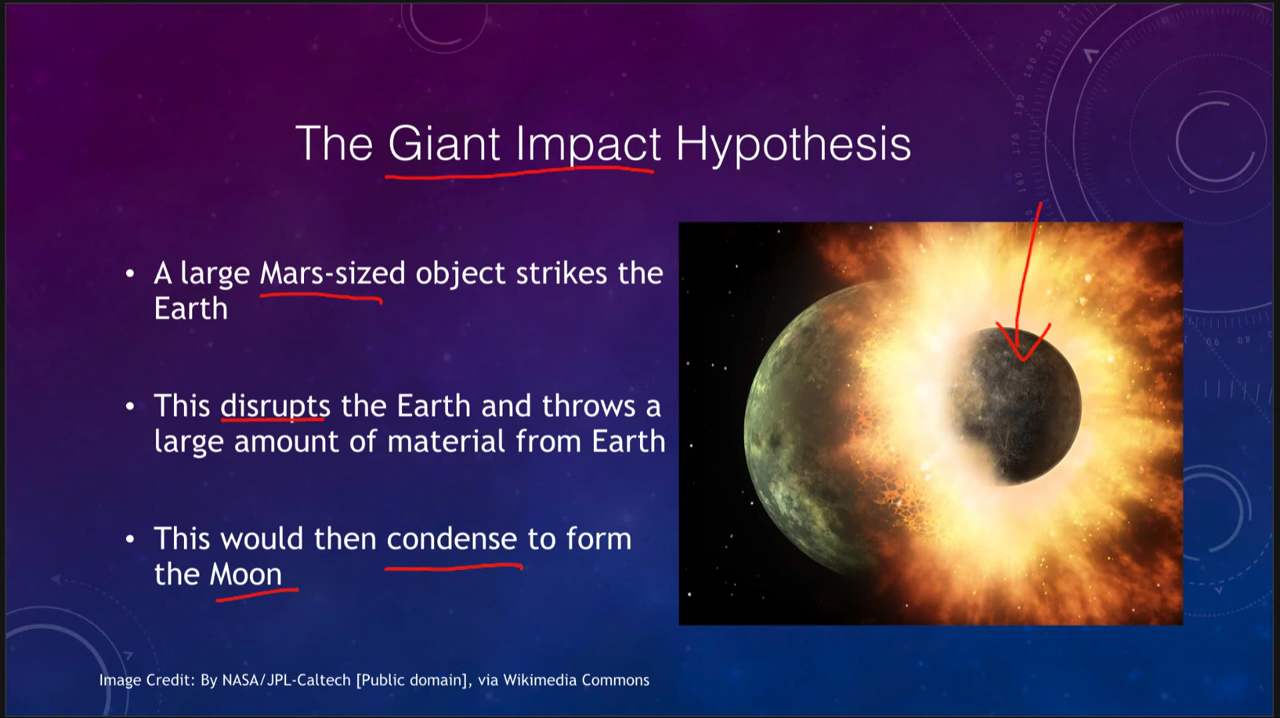 The Giant Impact Hypothesis
• A large Mars-sized object strikes the
Earth
• This disrupts the Earth and throws a
large amount of material from Earth
• This would then condense to form
the Moon
Image Credit: By NASA/JPL-Caltech [Public domain], via Wikimedia Commons